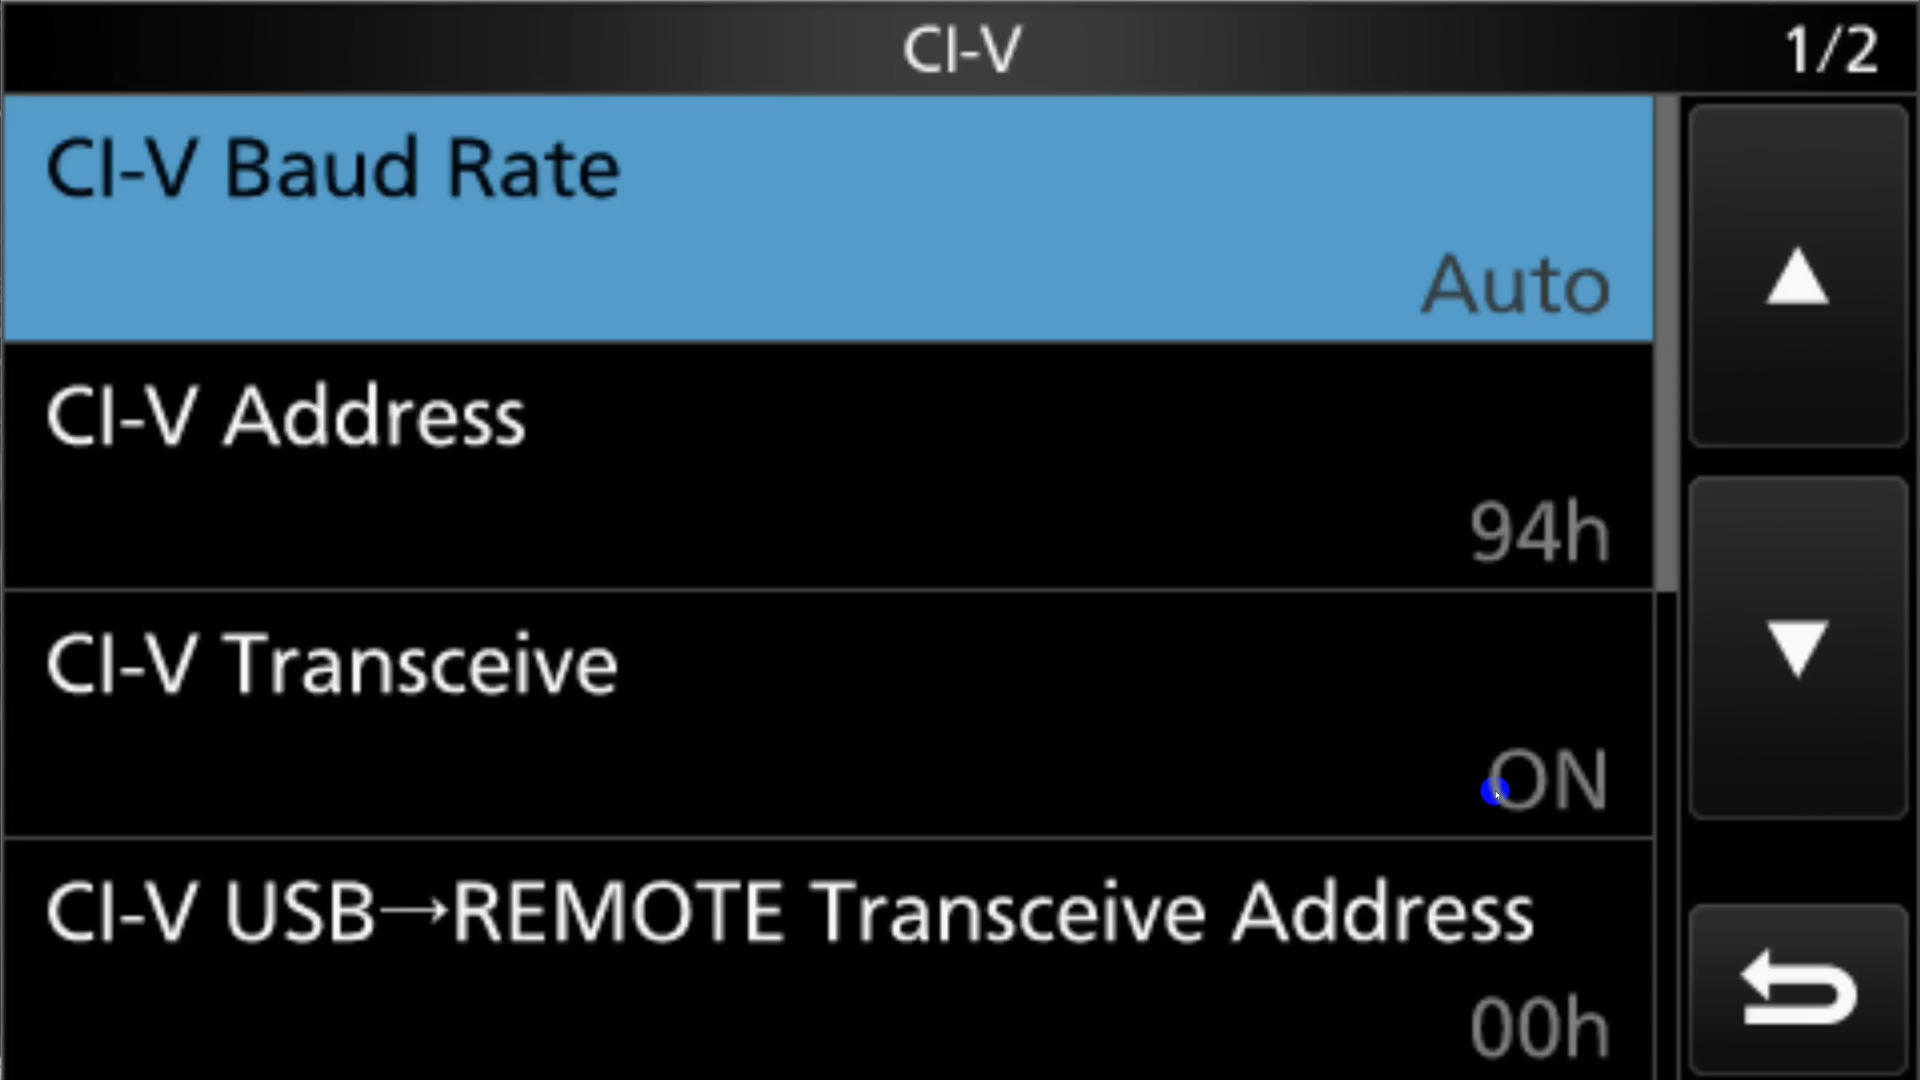 CI-V 1/2
CI-V Baud Rate
Auto
CI-V Address
94h
CI-V Transceive
ON
CI-V USB→REMOTE Transceive Address
00h